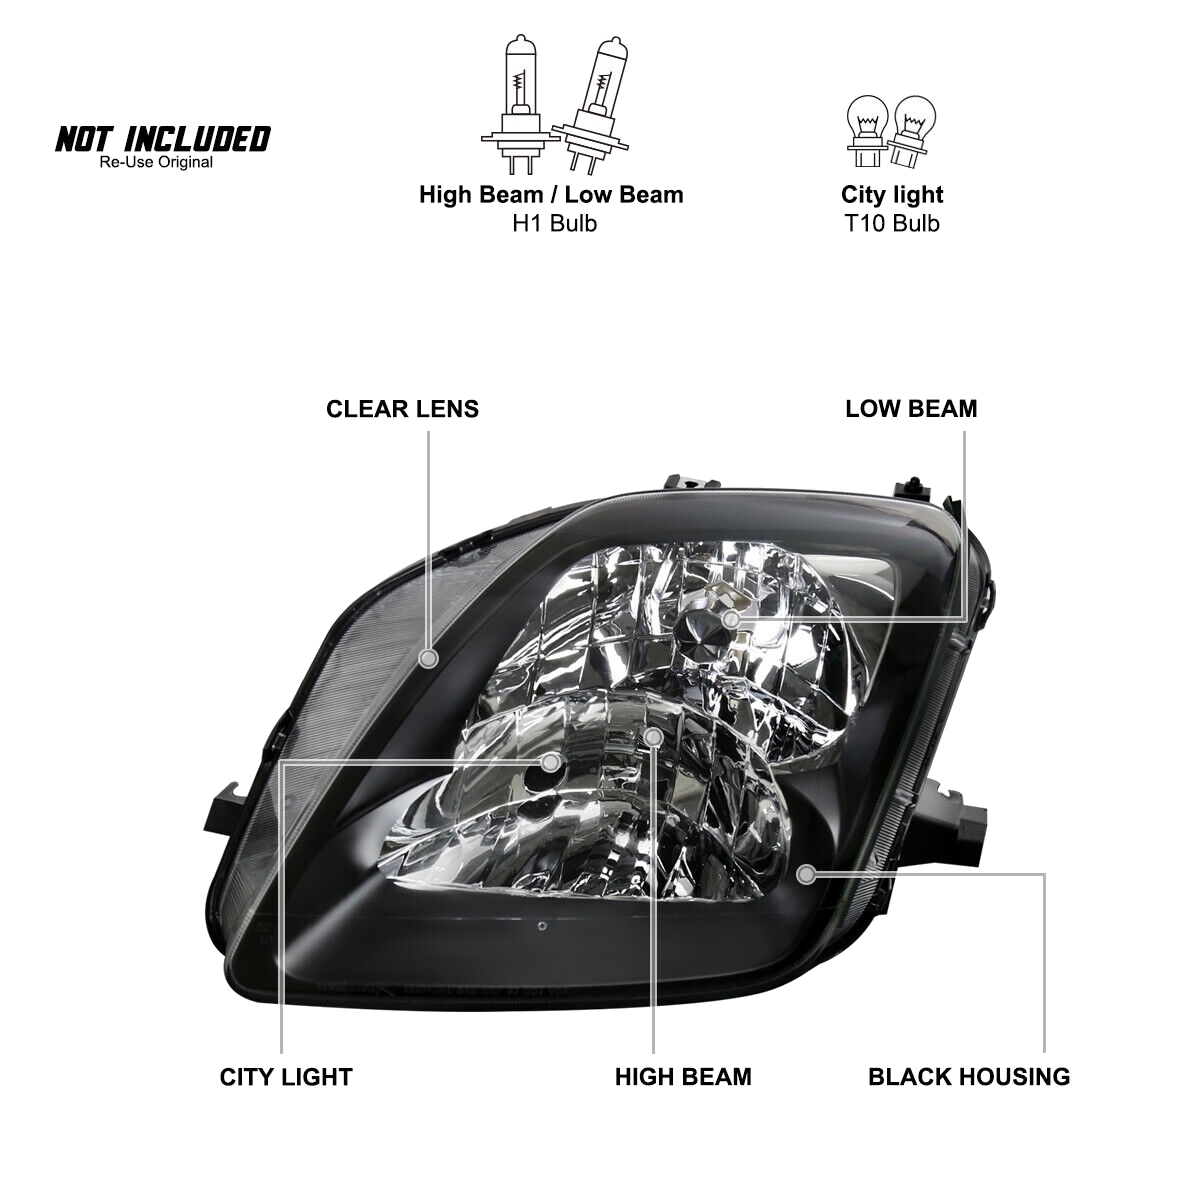 NOT INCLUDED
Re-Use Original
High Beam / Low Beam
H1 Bulb
City light
T10 Bulb
CLEAR LENS
LOW BEAM
CITY LIGHT
HIGH BEAM
BLACK HOUSING